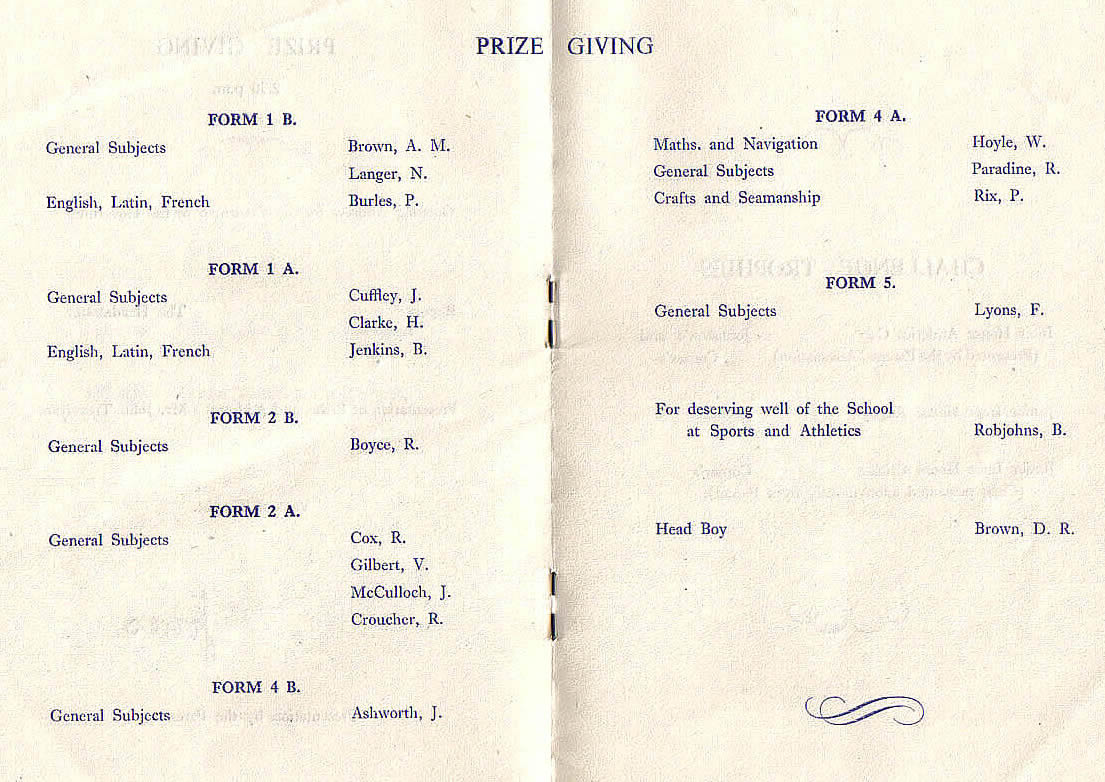 PRIZE GIVING
FORM 1 B.
General Subjects Brown, A. M.
Langer, N.
English, Latin, French Burles, P.
FORM 1 A.
General Subjects Cuffley, J.
Clarke, H.
English, Latin, French Jenkins, B.
FORM 2 B.
General Subjects Boyce, R.
FORM 2 A.
General Subjects Cox, R.
Gilbert, V.
McCulloch, J.
Croucher, R.
FORM 4 B.
General Subjects Ashworth, J.
FORM 4 A.
Maths. and Navigation Hoyle, W.
General Subjects Paradine, R.
Crafts and Seamanship Rix, P.
FORM 5.
General Subjects Lyons, F.
For deserving well of the School
at Sports and Athletics Robjohns, B.
Head Boy Brown, D. R.